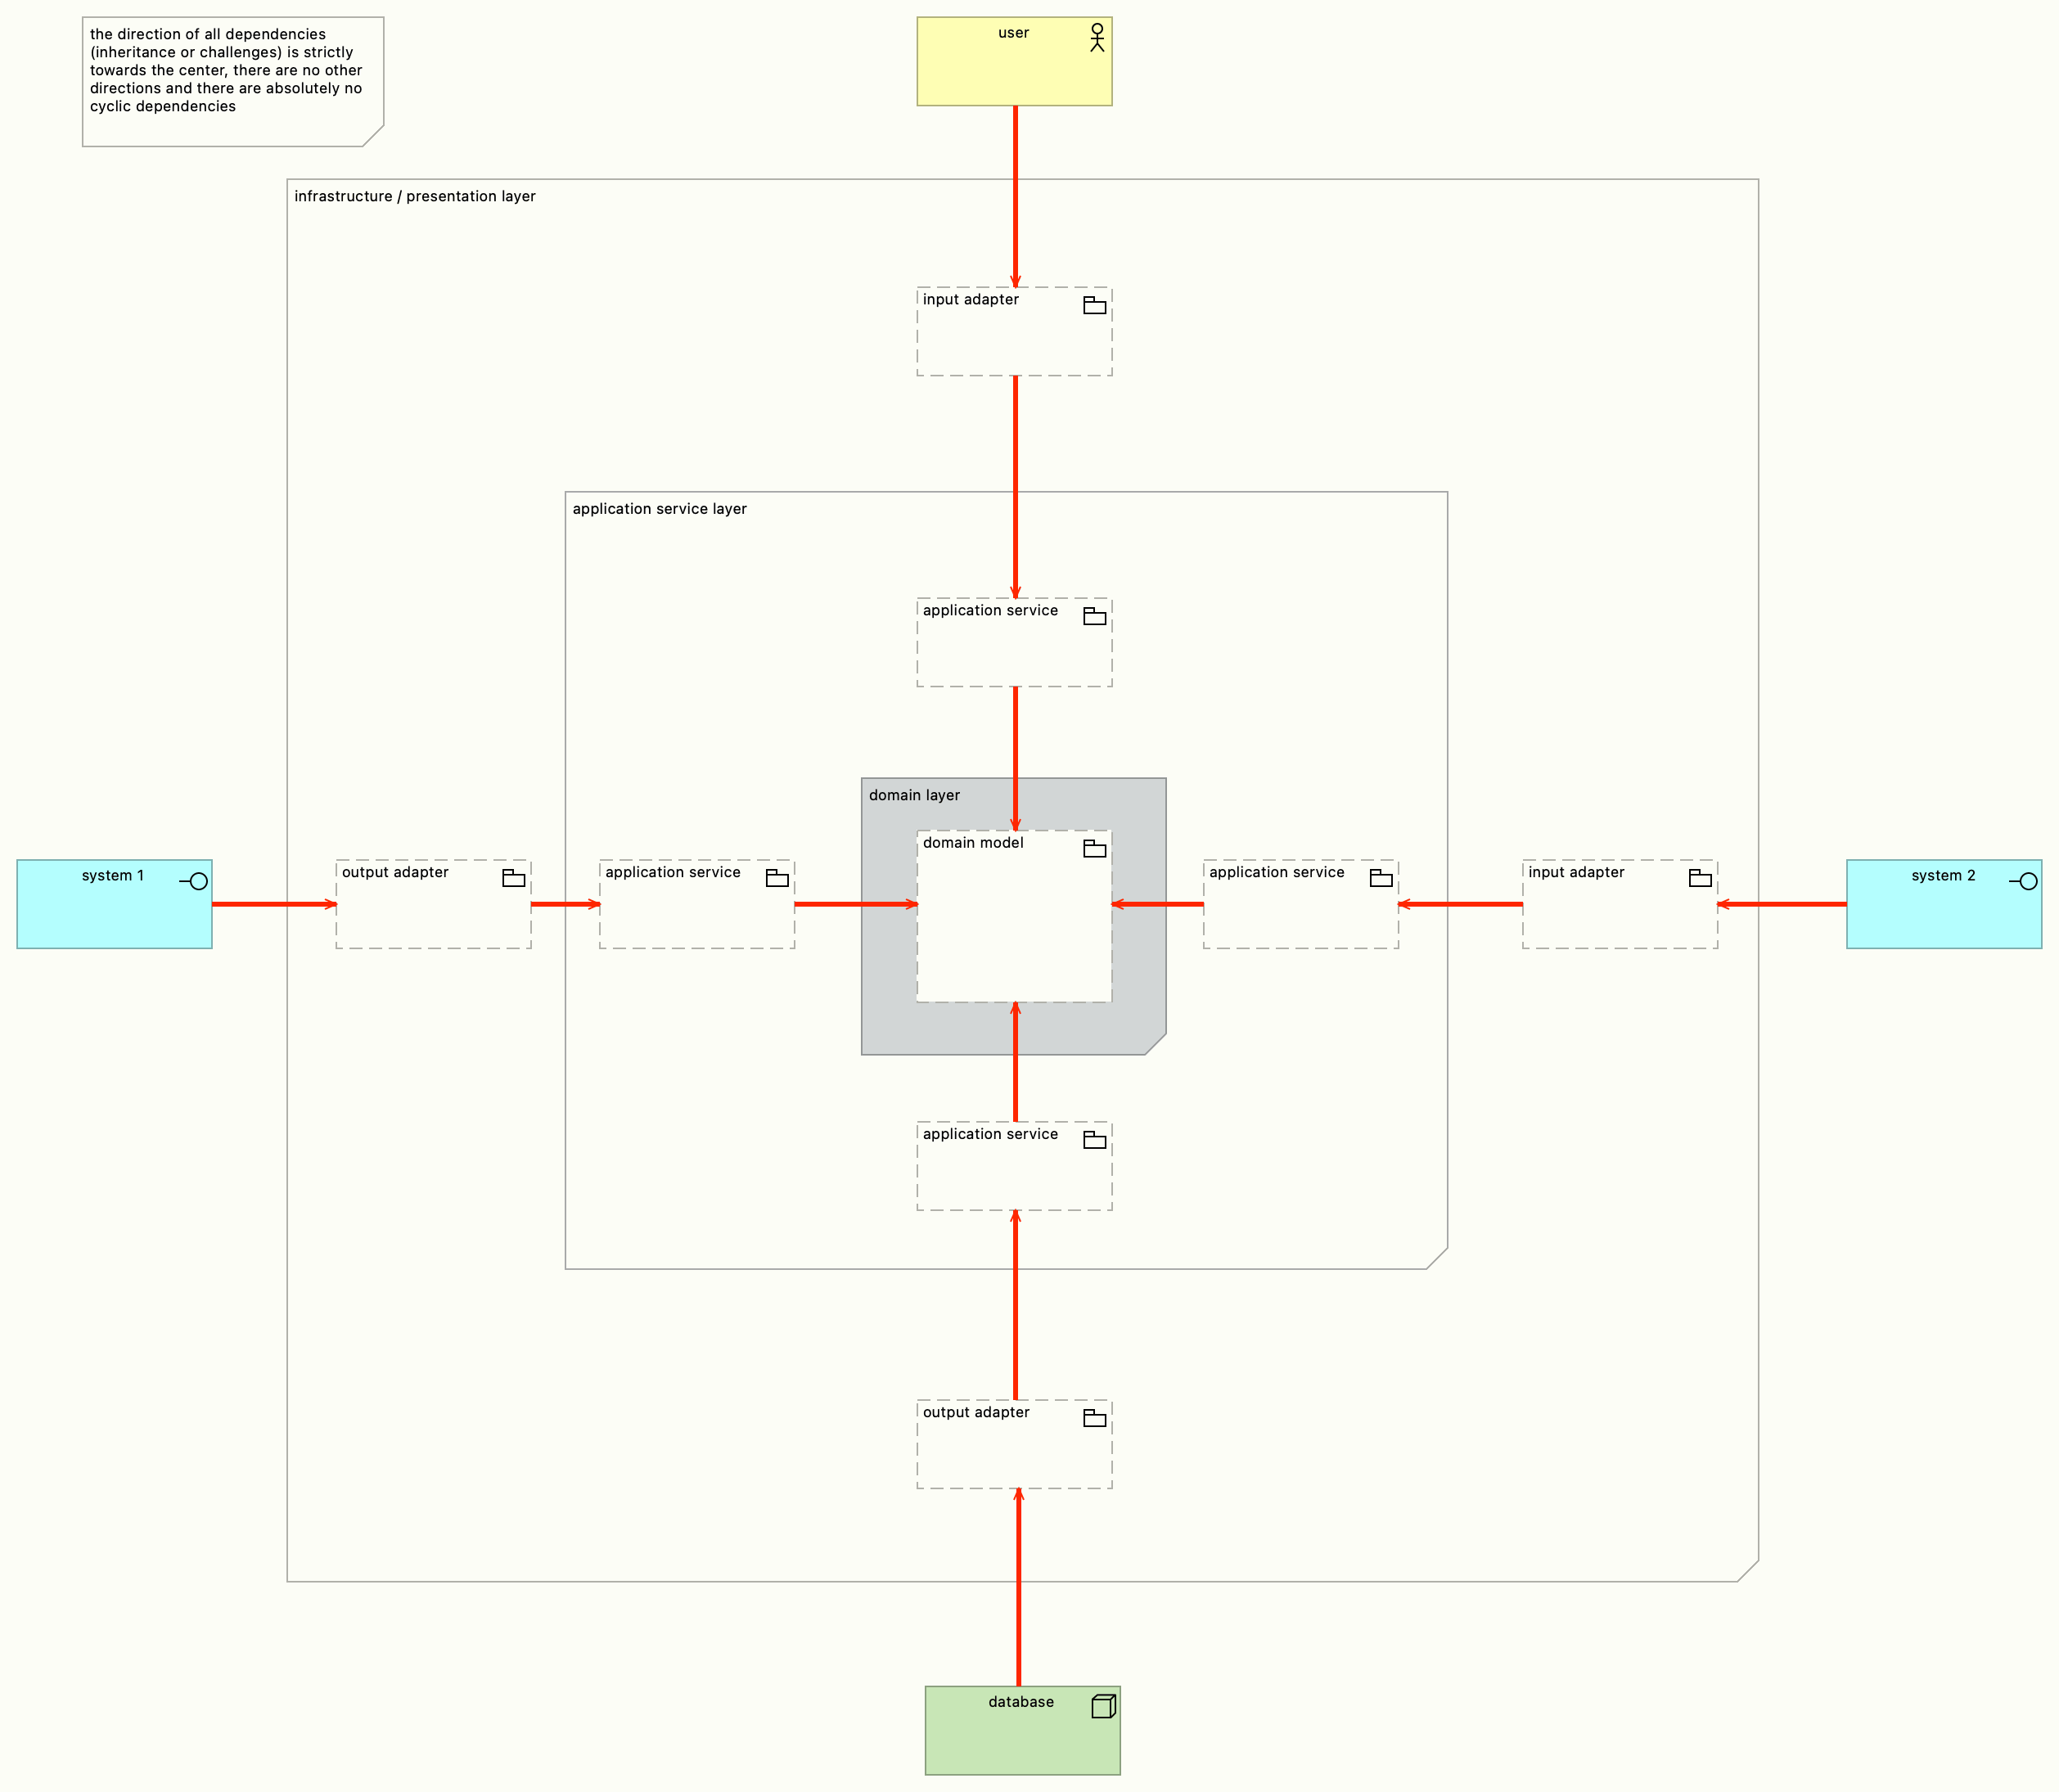 the direction of all dependencies
(inheritance or challenges) is strictly
towards the center, there are no other
directions and there are absolutely no
cyclic dependencies
user
infrastructure / presentation layer
input adapter
application service layer
application service
domain layer
domain model
system 1
output adapter
application service
application service
input adapter
system 2
application service
output adapter
database